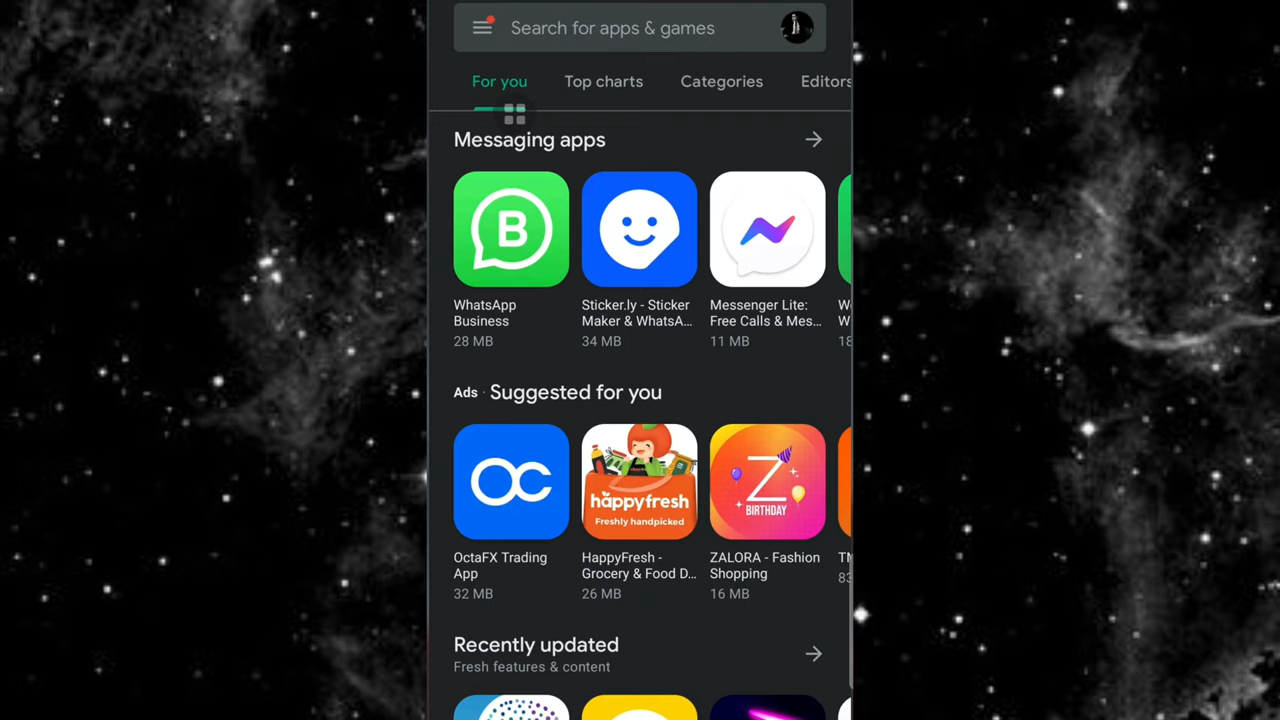 Search for apps & games
For you
Top charts
Categories
Editors
Messaging apps
B
WhatsApp
Business
28 MB
Sticker.ly - Sticker
Maker & WhatsA...
34 MB
Messenger Lite:
Free Calls & Mes...
11 MB
W
18
Ads · Suggested for you
OC
happyfresh
Freshly handpicked
Z
BIRTHDAY
OctaFX Trading
App
32 MB
HappyFresh -
Grocery & Food D...
26 MB
ZALORA - Fashion
Shopping
16 MB
TM
83
Recently updated
Fresh features & content